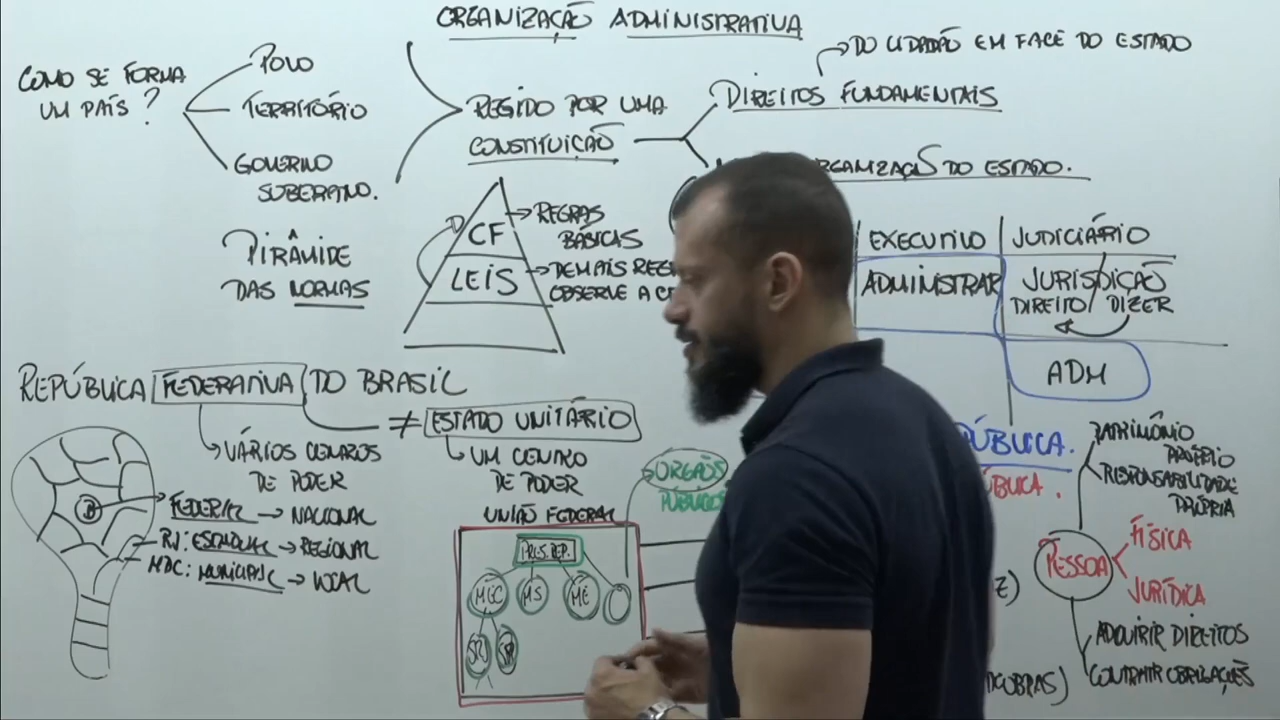 ORGANIZAÇÃO ADMINISTRATIVA
COMO SE FORMA
UM PAÍS?
POVO
TERRITÓRIO
GOVERNO
SOBERANO.
REGIDO POR UMA
CONSTITUIÇÃO
DO CIDADÃO EM FACE DO ESTADO
DIREITOS FUNDAMENTAIS
ORGANIZAÇÃO DO ESTADO.
PIRÂMIDE
DAS NORMAS
CF
LEIS
REGRAS
BÁSICAS
DEMAIS REG
OBSERVE A C
EXECUTIVO
JUDICIÁRIO
ADMINISTRAR
JURISDIÇÃO
DIREITO/DIZER
ADM
REPÚBLICA FEDERATIVA DO BRASIL
≠ ESTADO UNITÁRIO
VÁRIOS CENTROS
DE PODER
UM CENTRO
DE PODER
FEDERAL → NACIONAL
RJ: ESTADUAL → REGIONAL
MUNICIPAL → LOCAL
UNIÃO FEDERAL
ÓRGÃOS
PÚBLICOS
PRES. REP.
MEC
MS
ME
PÚBLICA.
ÚBLICA.
PATRIMÔNIO
PRÓPRIO
RESPONSABILIDADE
PRÓPRIA
PESSOA
FÍSICA
JURÍDICA
ADQUIRIR DIREITOS
CONTRAIR OBRIGAÇÕES